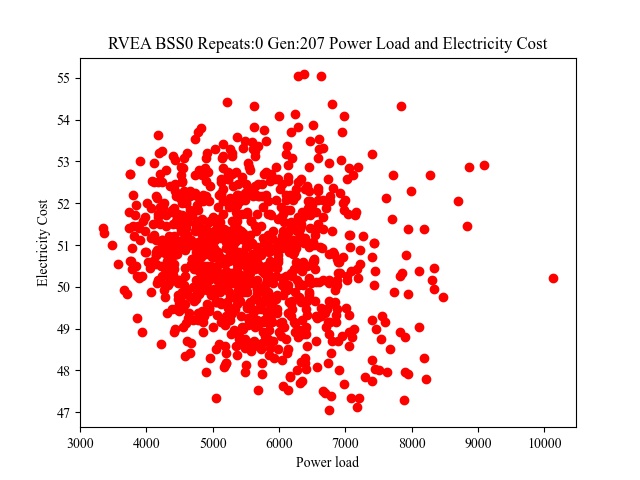 RVEA BSS0 Repeats:0 Gen:207 Power Load and Electricity Cost
55
54
53
52
51
50
49
48
47
Electricity Cost
3000 4000 5000 6000 7000 8000 9000 10000
Power load